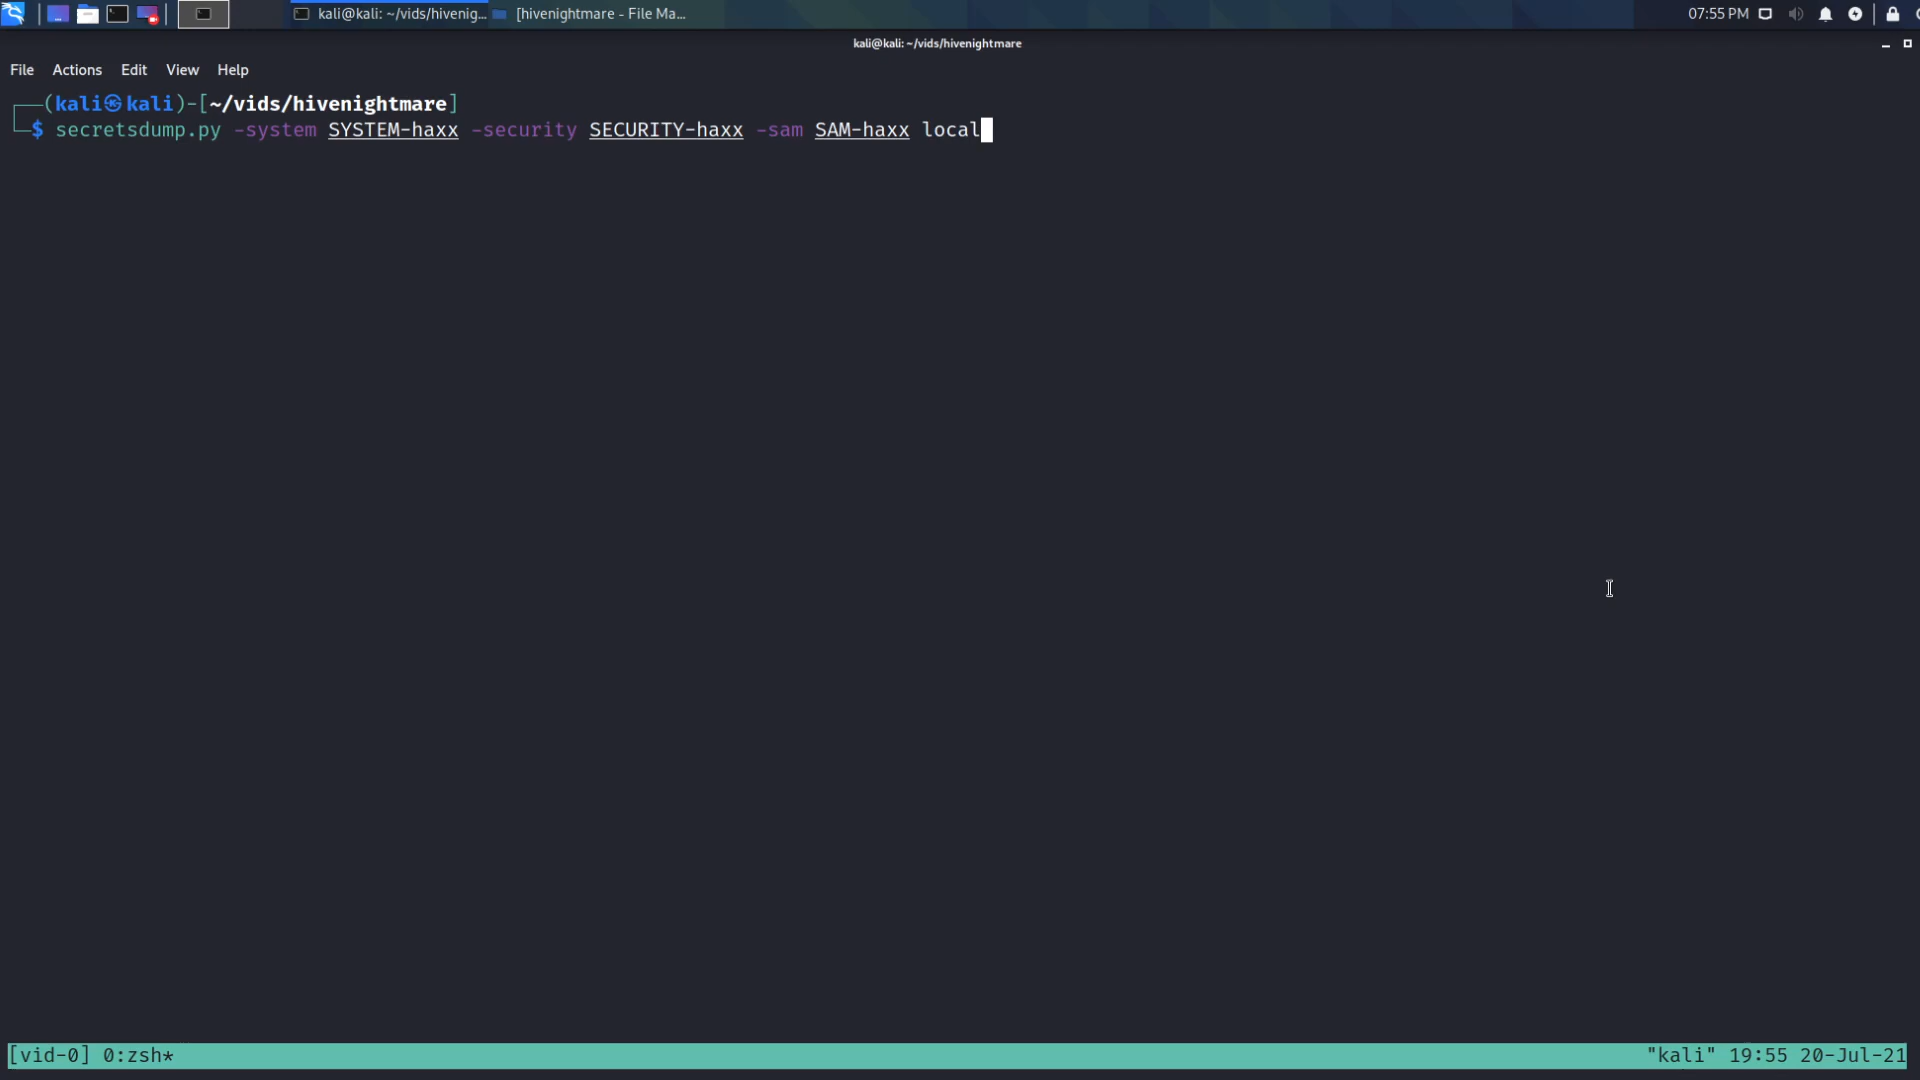 kali@kali: ~/vids/hivenig... [hivenightmare - File Ma... 07:55 PM
kali@kali: ~/vids/hivenightmare
File Actions Edit View Help
(kali㉿kali)-[~/vids/hivenightmare]
$ secretsdump.py -system SYSTEM-haxx -security SECURITY-haxx -sam SAM-haxx local
[vid-0] 0:zsh* "kali" 19:55 20-Jul-21